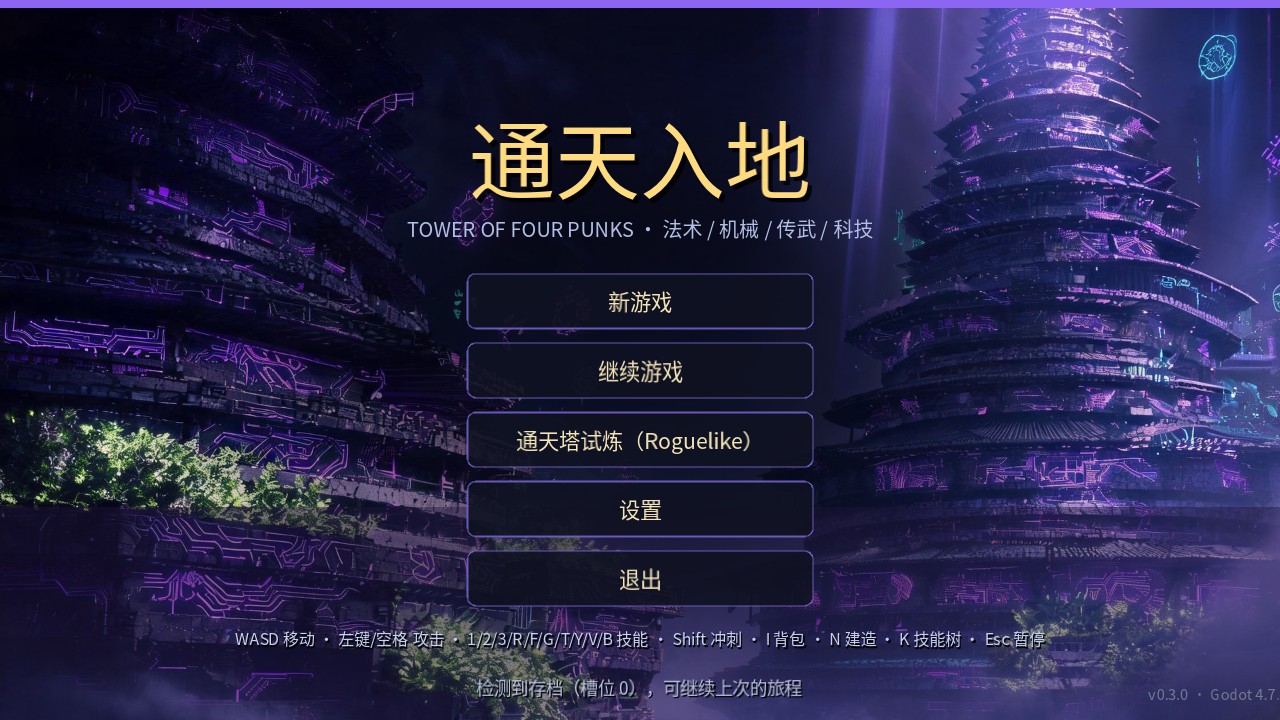 通天入地
TOWER OF FOUR PUNKS · 法术 / 机械 / 传武 / 科技
新游戏
继续游戏
通天塔试炼（Roguelike）
设置
退出
WASD 移动 · 左键/空格 攻击 · 1/2/3/R/F/G/T/Y/V/B 技能 · Shift 冲刺 · I 背包 · N 建造 · K 技能树 · Esc 暂停
检测到存档（槽位 0），可继续上次的旅程
v0.3.0 · Godot 4.7.